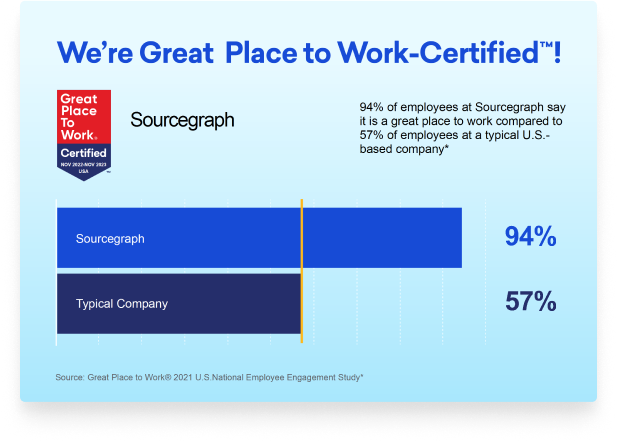 We're Great Place to Work-Certified™!
Great
Place
To
Work®
Certified
NOV 2022-NOV 2023
USA
™
Sourcegraph
94% of employees at Sourcegraph say
it is a great place to work compared to
57% of employees at a typical U.S.-
based company*
Sourcegraph
94%
Typical Company
57%
Source: Great Place to Work® 2021 U.S.National Employee Engagement Study*